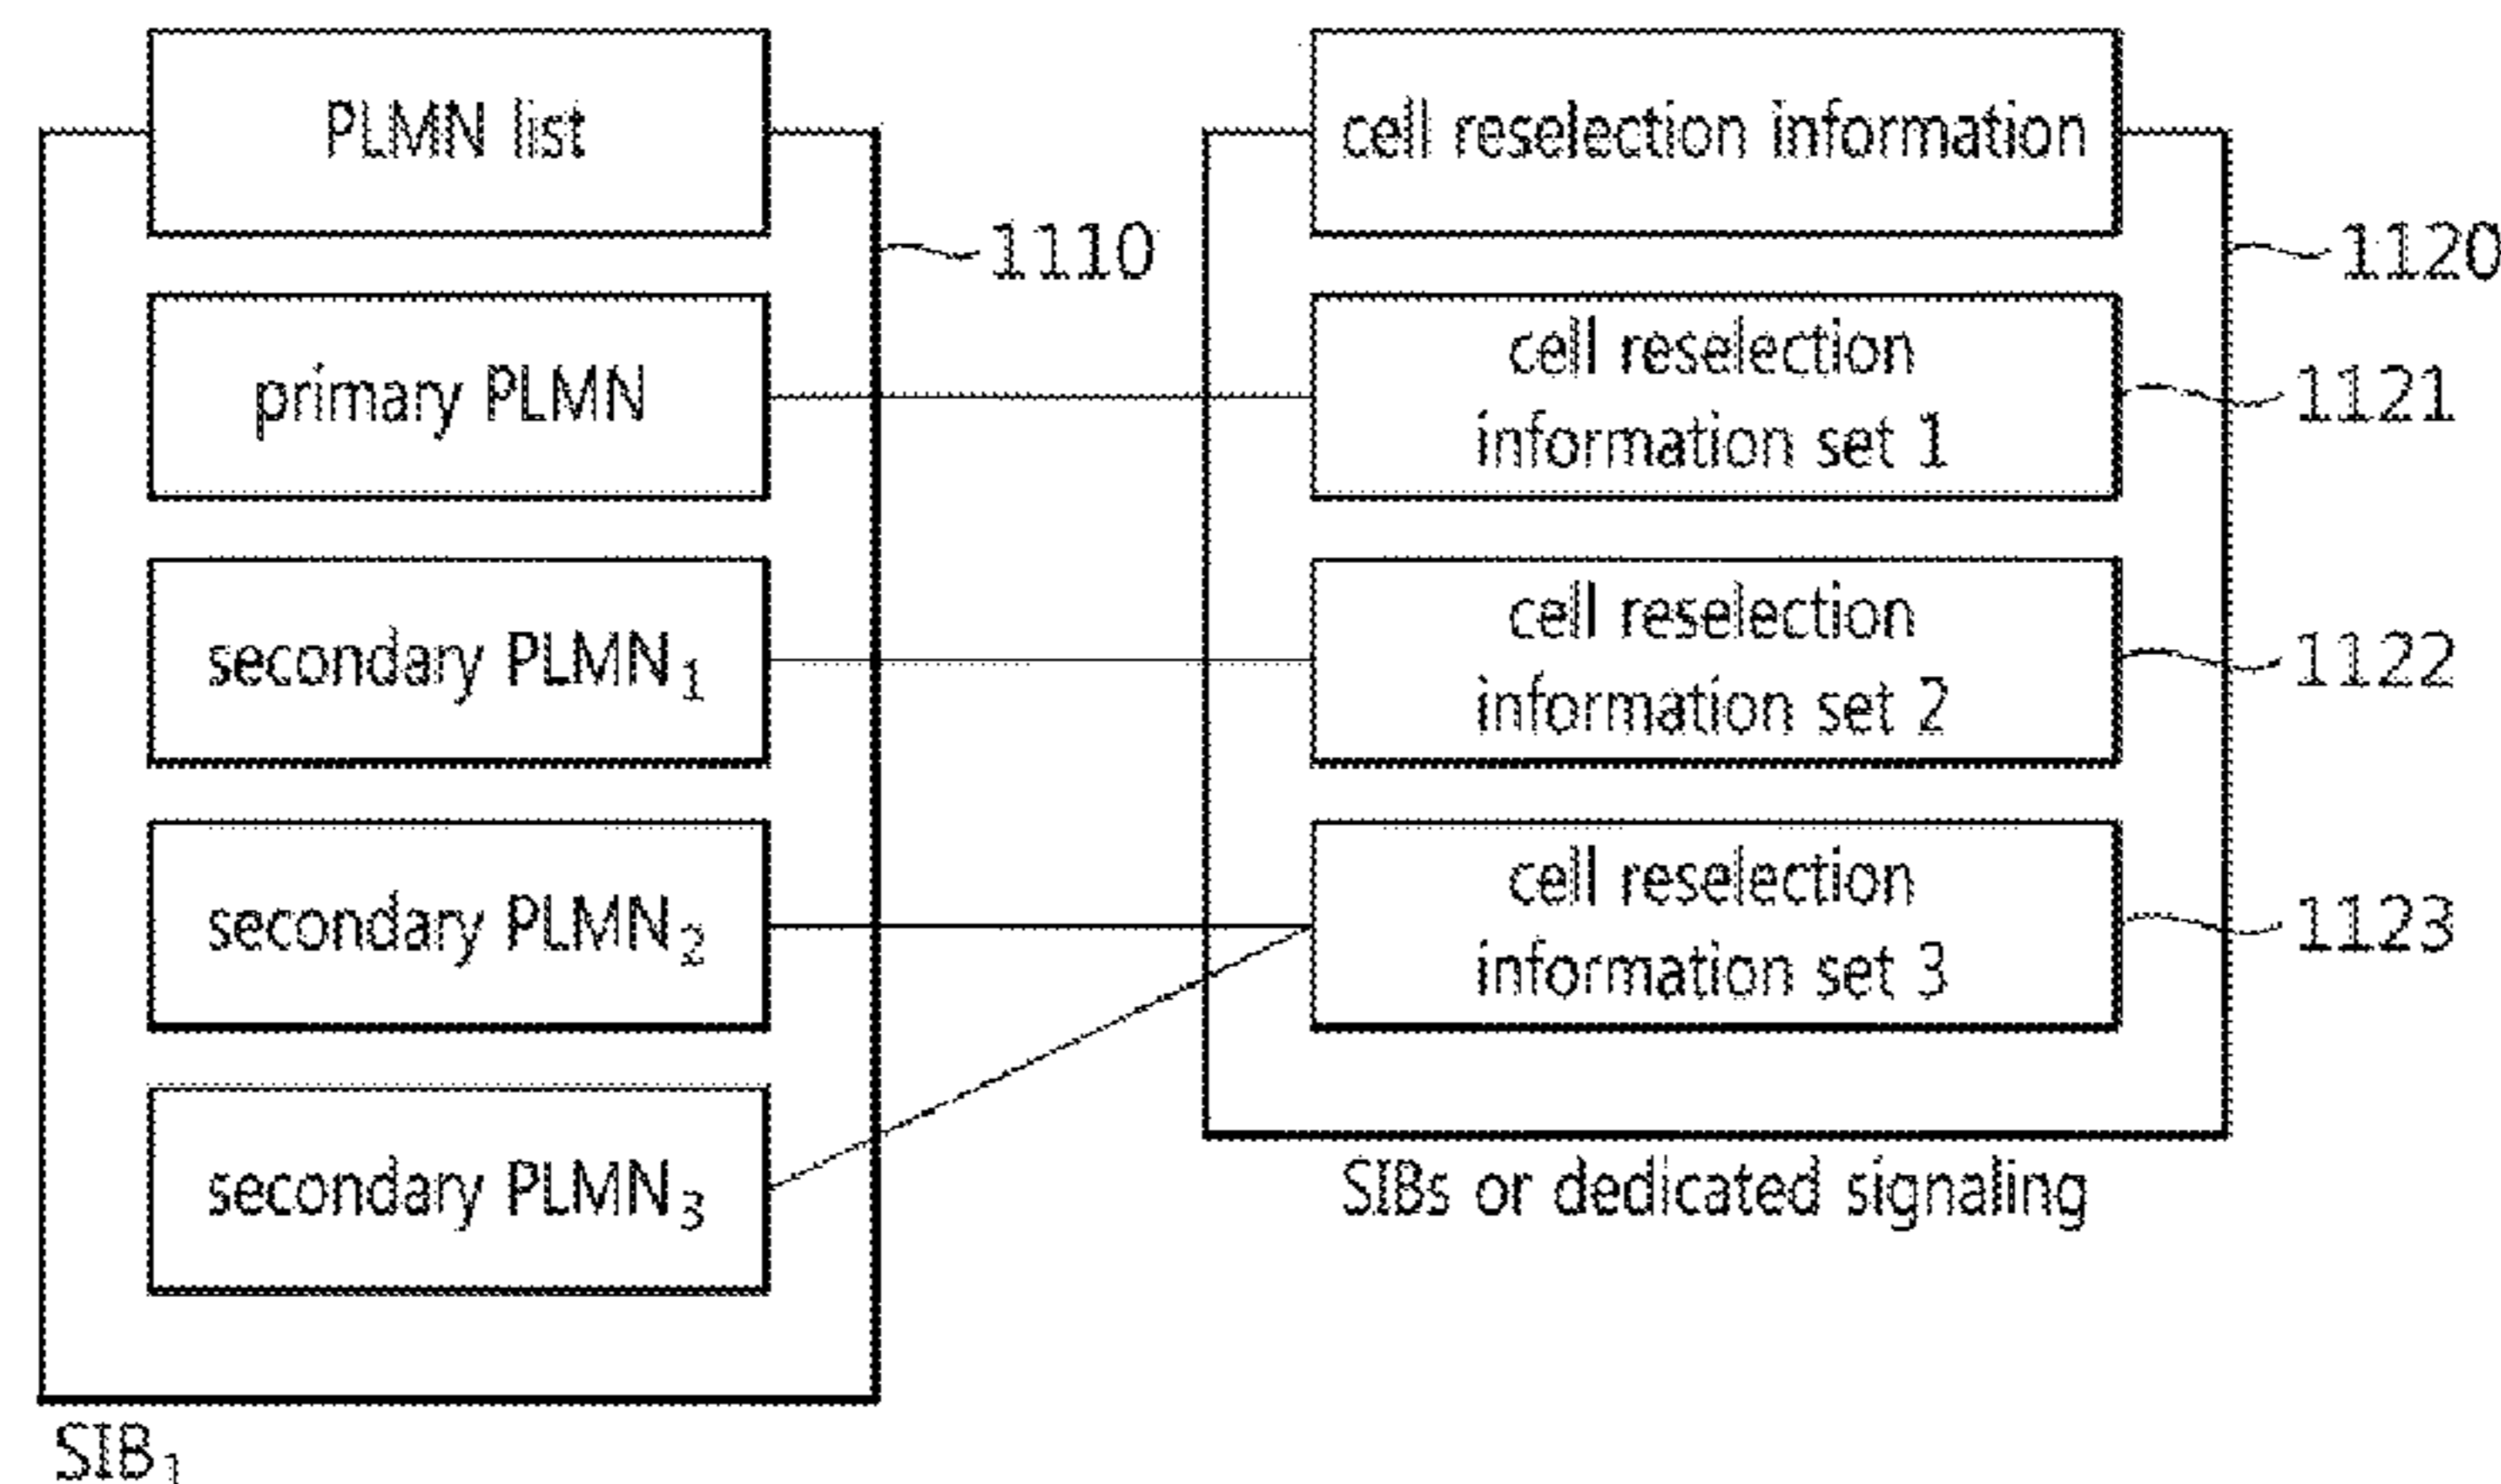 PLMN list
1110
primary PLMN
secondary PLMN₁
secondary PLMN₂
secondary PLMN₃
SIB₁
cell reselection information
1120
cell reselection
information set 1
1121
cell reselection
information set 2
1122
cell reselection
information set 3
1123
SIBs or dedicated signaling